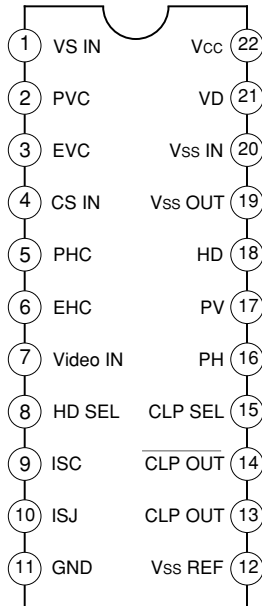 1 VS IN VCC 22
2 PVC VD 21
3 EVC VSS IN 20
4 CS IN VSS OUT 19
5 PHC HD 18
6 EHC PV 17
7 Video IN PH 16
8 HD SEL CLP SEL 15
9 ISC CLP OUT 14
10 ISJ CLP OUT 13
11 GND VSS REF 12